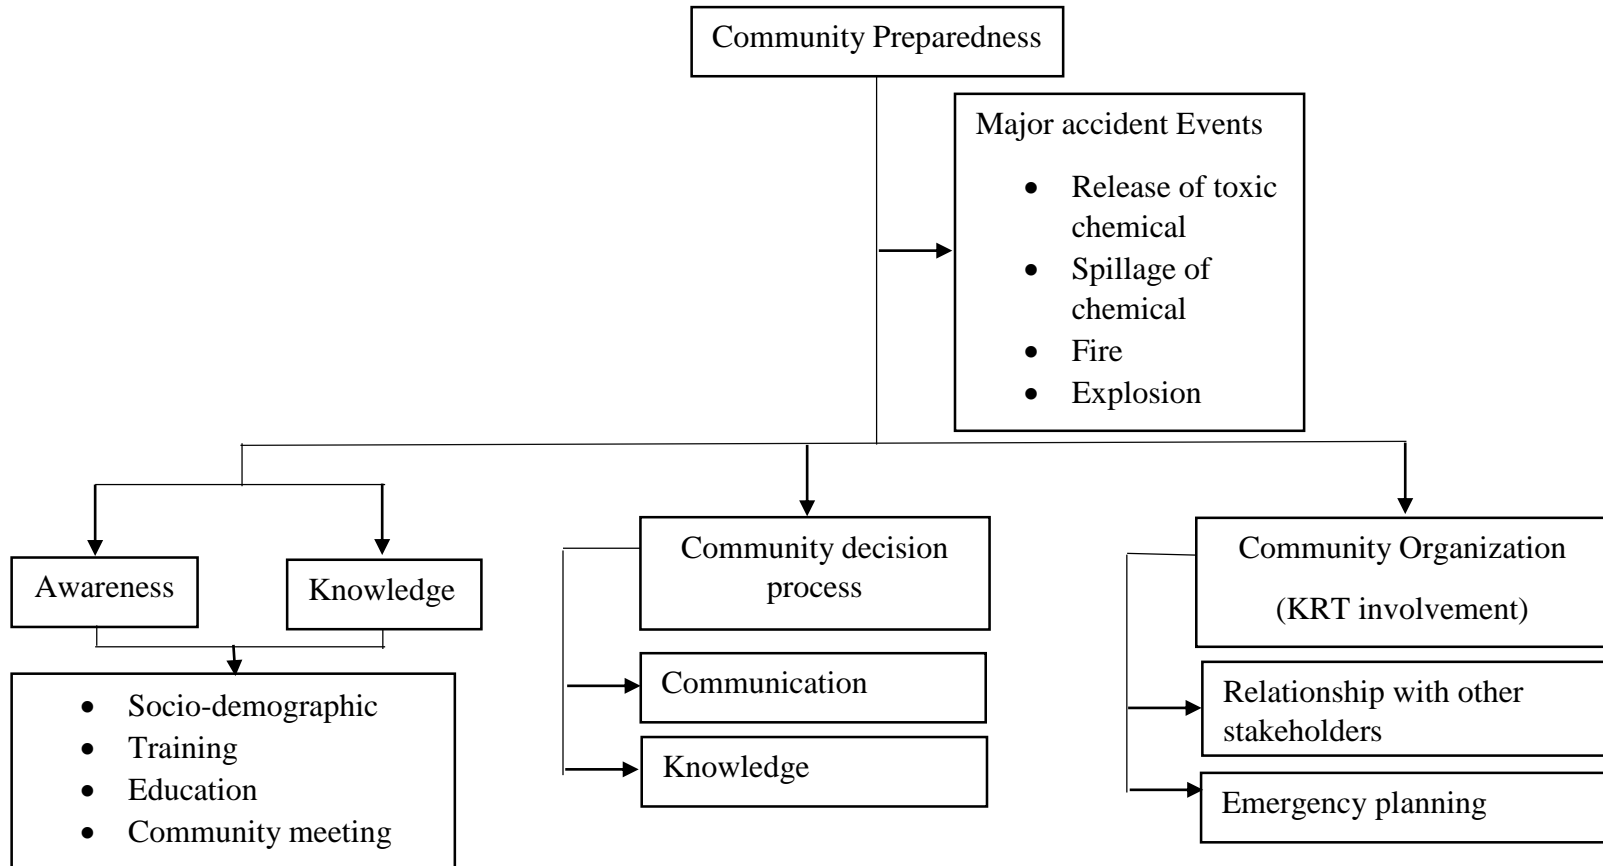 Community Preparedness
Major accident Events
• Release of toxic
chemical
• Spillage of
chemical
• Fire
• Explosion
Awareness
Knowledge
• Socio-demographic
• Training
• Education
• Community meeting
Community decision
process
Communication
Knowledge
Community Organization
(KRT involvement)
Relationship with other
stakeholders
Emergency planning